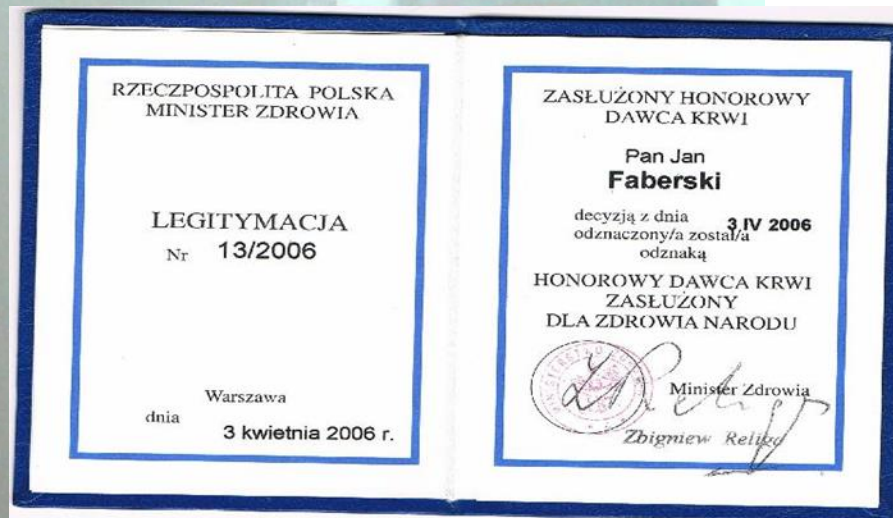 RZECZPOSPOLITA POLSKA
MINISTER ZDROWIA
LEGITYMACJA
Nr 13/2006
Warszawa
dnia
3 kwietnia 2006 r.
ZASŁUŻONY HONOROWY
DAWCA KRWI
Pan Jan
Faberski
decyzją z dnia 3 IV 2006
odznaczony/a został/a
odznaką
HONOROWY DAWCA KRWI
ZASŁUŻONY
DLA ZDROWIA NARODU
Minister Zdrowia
Zbigniew Religa